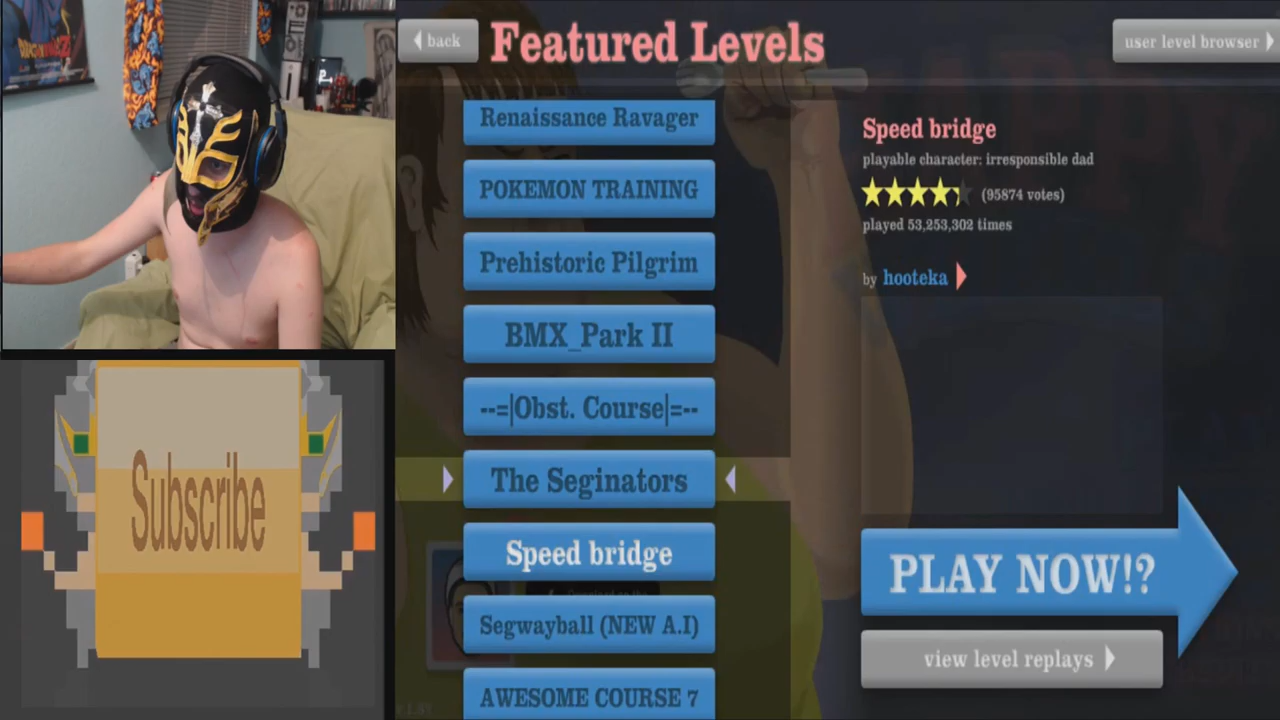 back
Featured Levels
user level browser
Renaissance Ravager
POKEMON TRAINING
Prehistoric Pilgrim
BMX_Park II
--=|Obst. Course|=--
The Seginators
Speed bridge
Segwayball (NEW A.I)
AWESOME COURSE 7
Speed bridge
playable character: irresponsible dad
(95874 votes)
played 53,253,302 times
by hooteka
PLAY NOW!?
view level replays
Subscribe